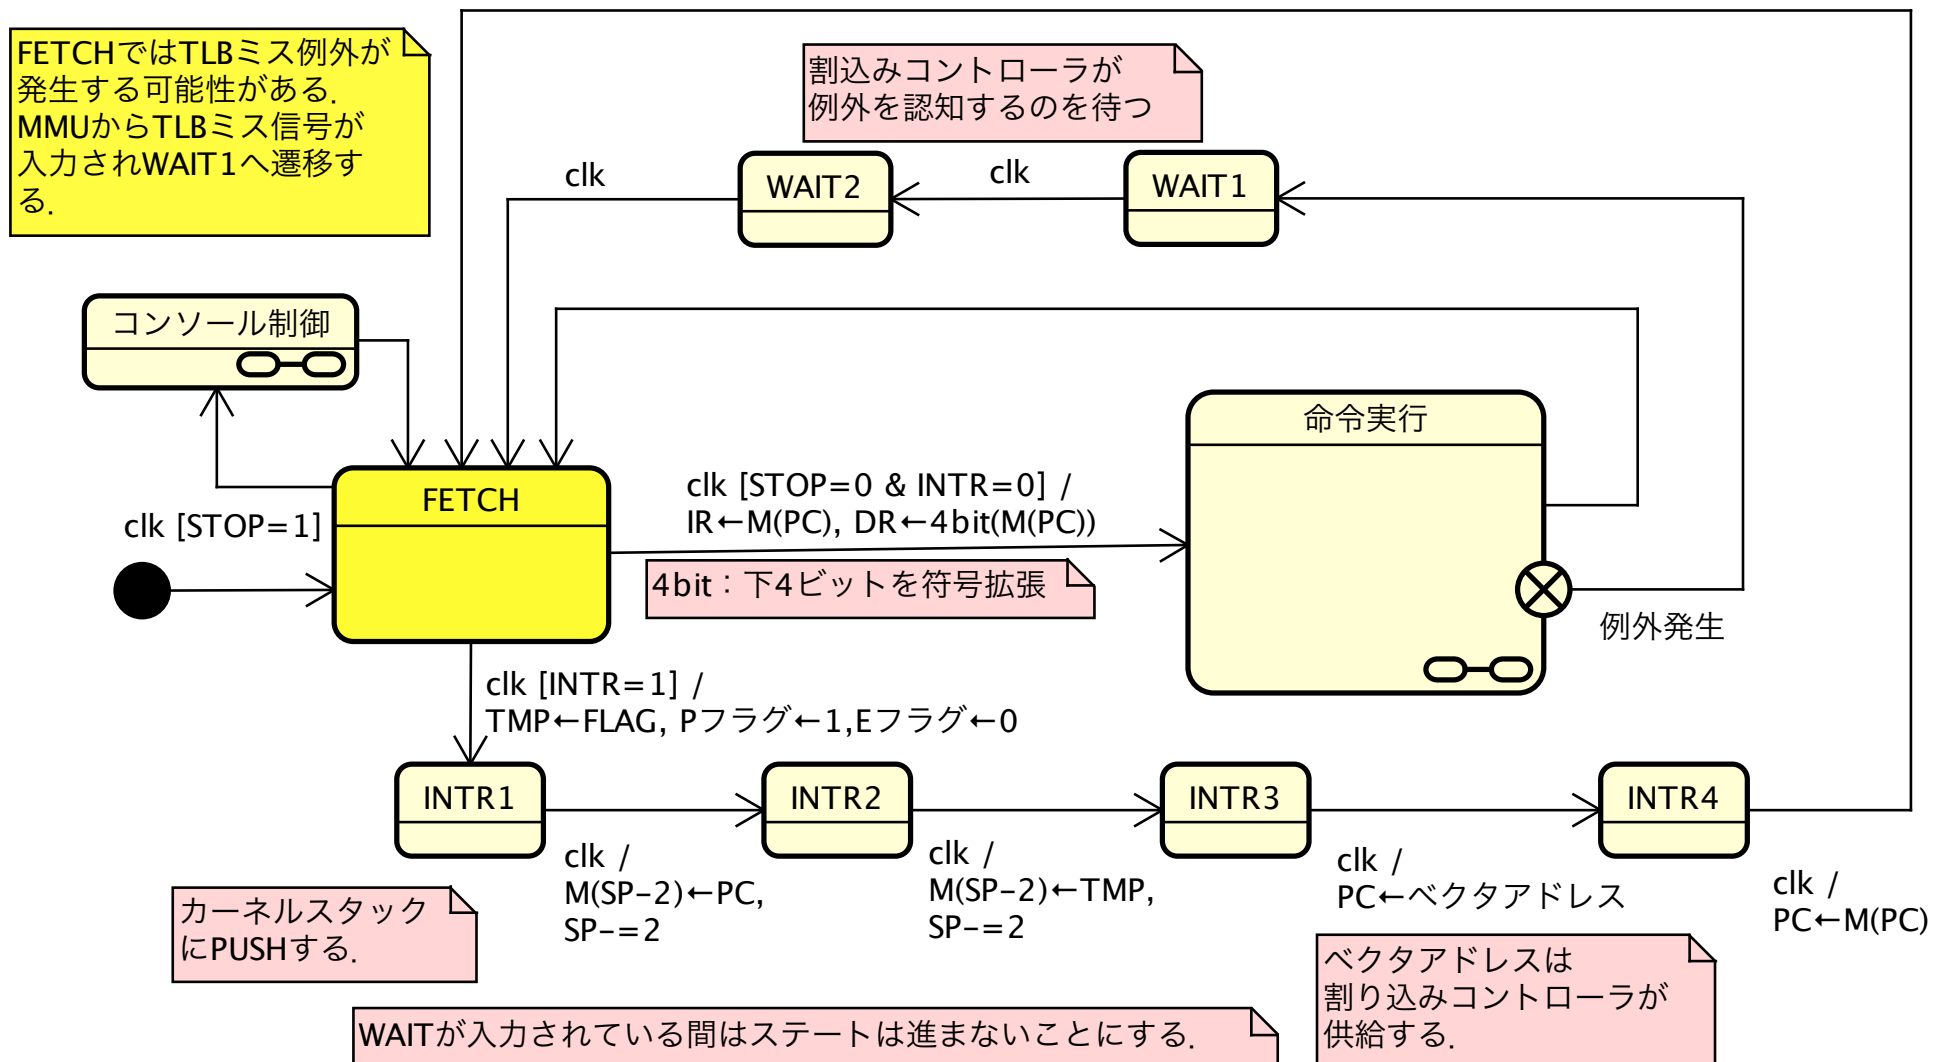 FETCHではTLBミス例外が
発生する可能性がある.
MMUからTLBミス信号が
入力されWAIT1へ遷移す
る.
割込みコントローラが
例外を認知するのを待つ
clk
WAIT2
clk
WAIT1
コンソール制御
命令実行
FETCH
clk [STOP=0 & INTR=0] /
IR←M(PC), DR←4bit(M(PC))
clk [STOP=1]
4bit：下4ビットを符号拡張
例外発生
clk [INTR=1] /
TMP←FLAG, Pフラグ←1,Eフラグ←0
INTR1
INTR2
INTR3
INTR4
clk /
M(SP-2)←PC,
SP-=2
clk /
M(SP-2)←TMP,
SP-=2
clk /
PC←ベクタアドレス
clk /
PC←M(PC)
カーネルスタック
にPUSHする.
ベクタアドレスは
割り込みコントローラが
供給する.
WAITが入力されている間はステートは進まないことにする.